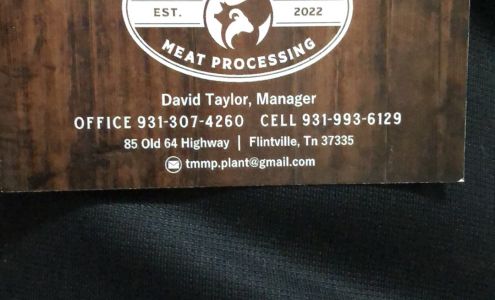 EST. 2022
MEAT PROCESSING
David Taylor, Manager
OFFICE 931-307-4260 CELL 931-993-6129
85 Old 64 Highway | Flintville, Tn 37335
tmmp.plant@gmail.com